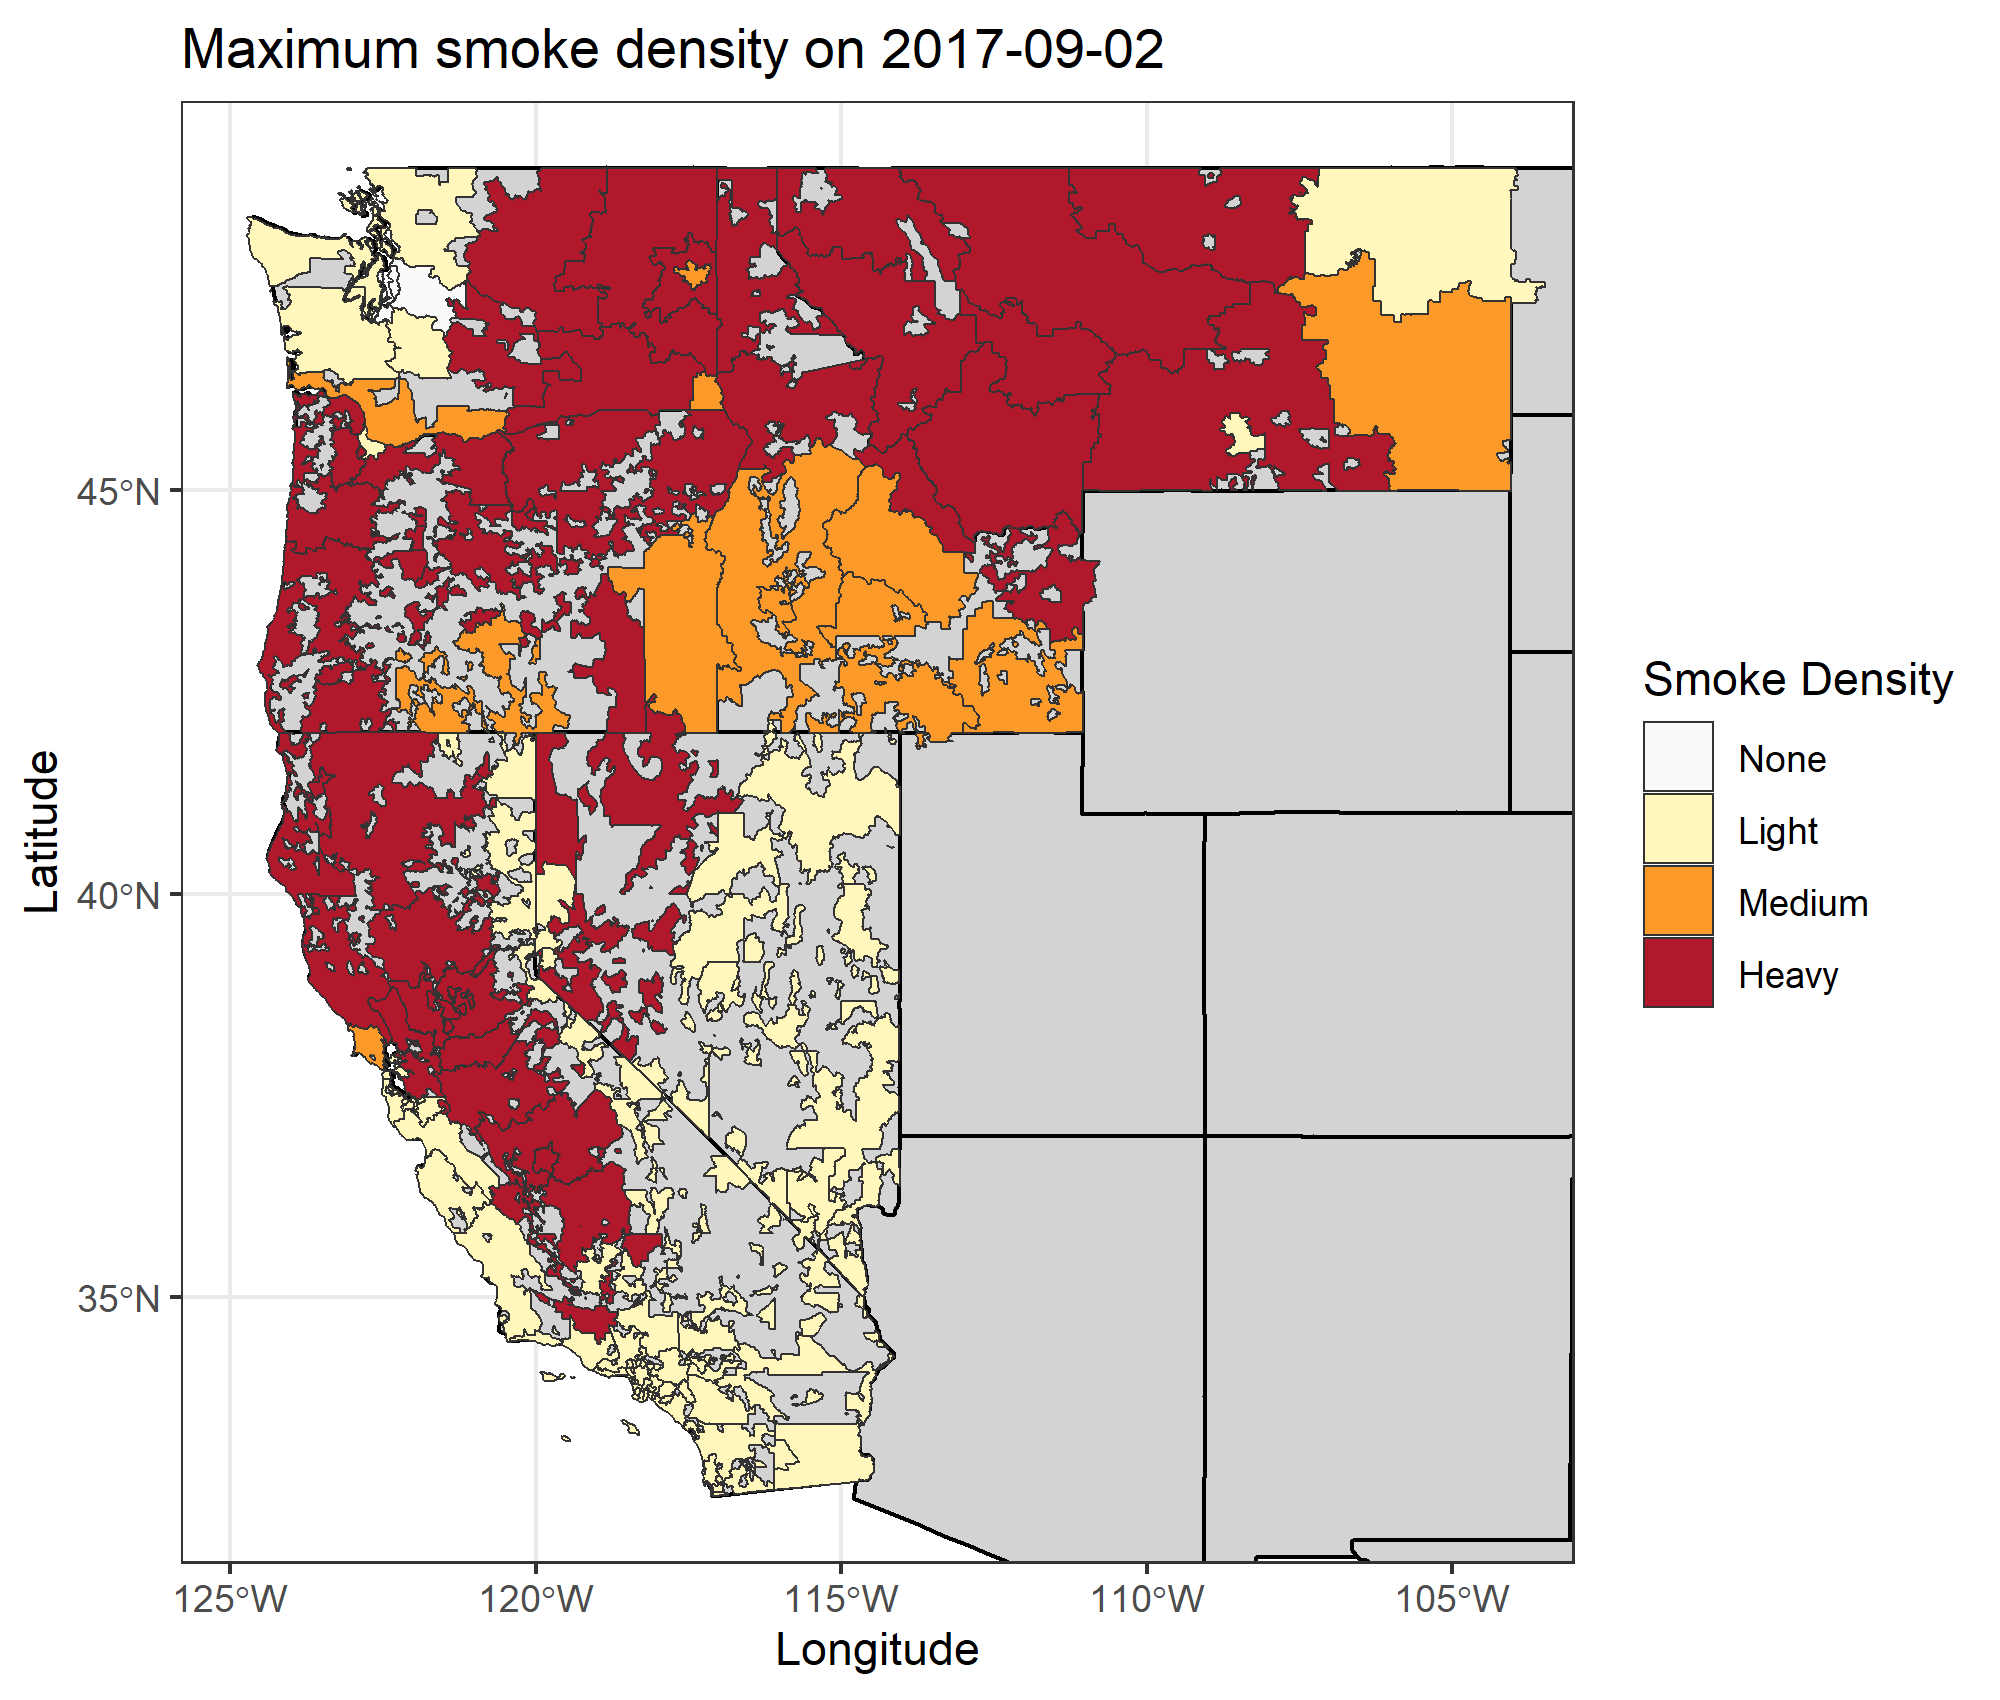 Maximum smoke density on 2017-09-02
45°N
40°N
35°N
Latitude
125°W
120°W
115°W
110°W
105°W
Longitude
Smoke Density
None
Light
Medium
Heavy